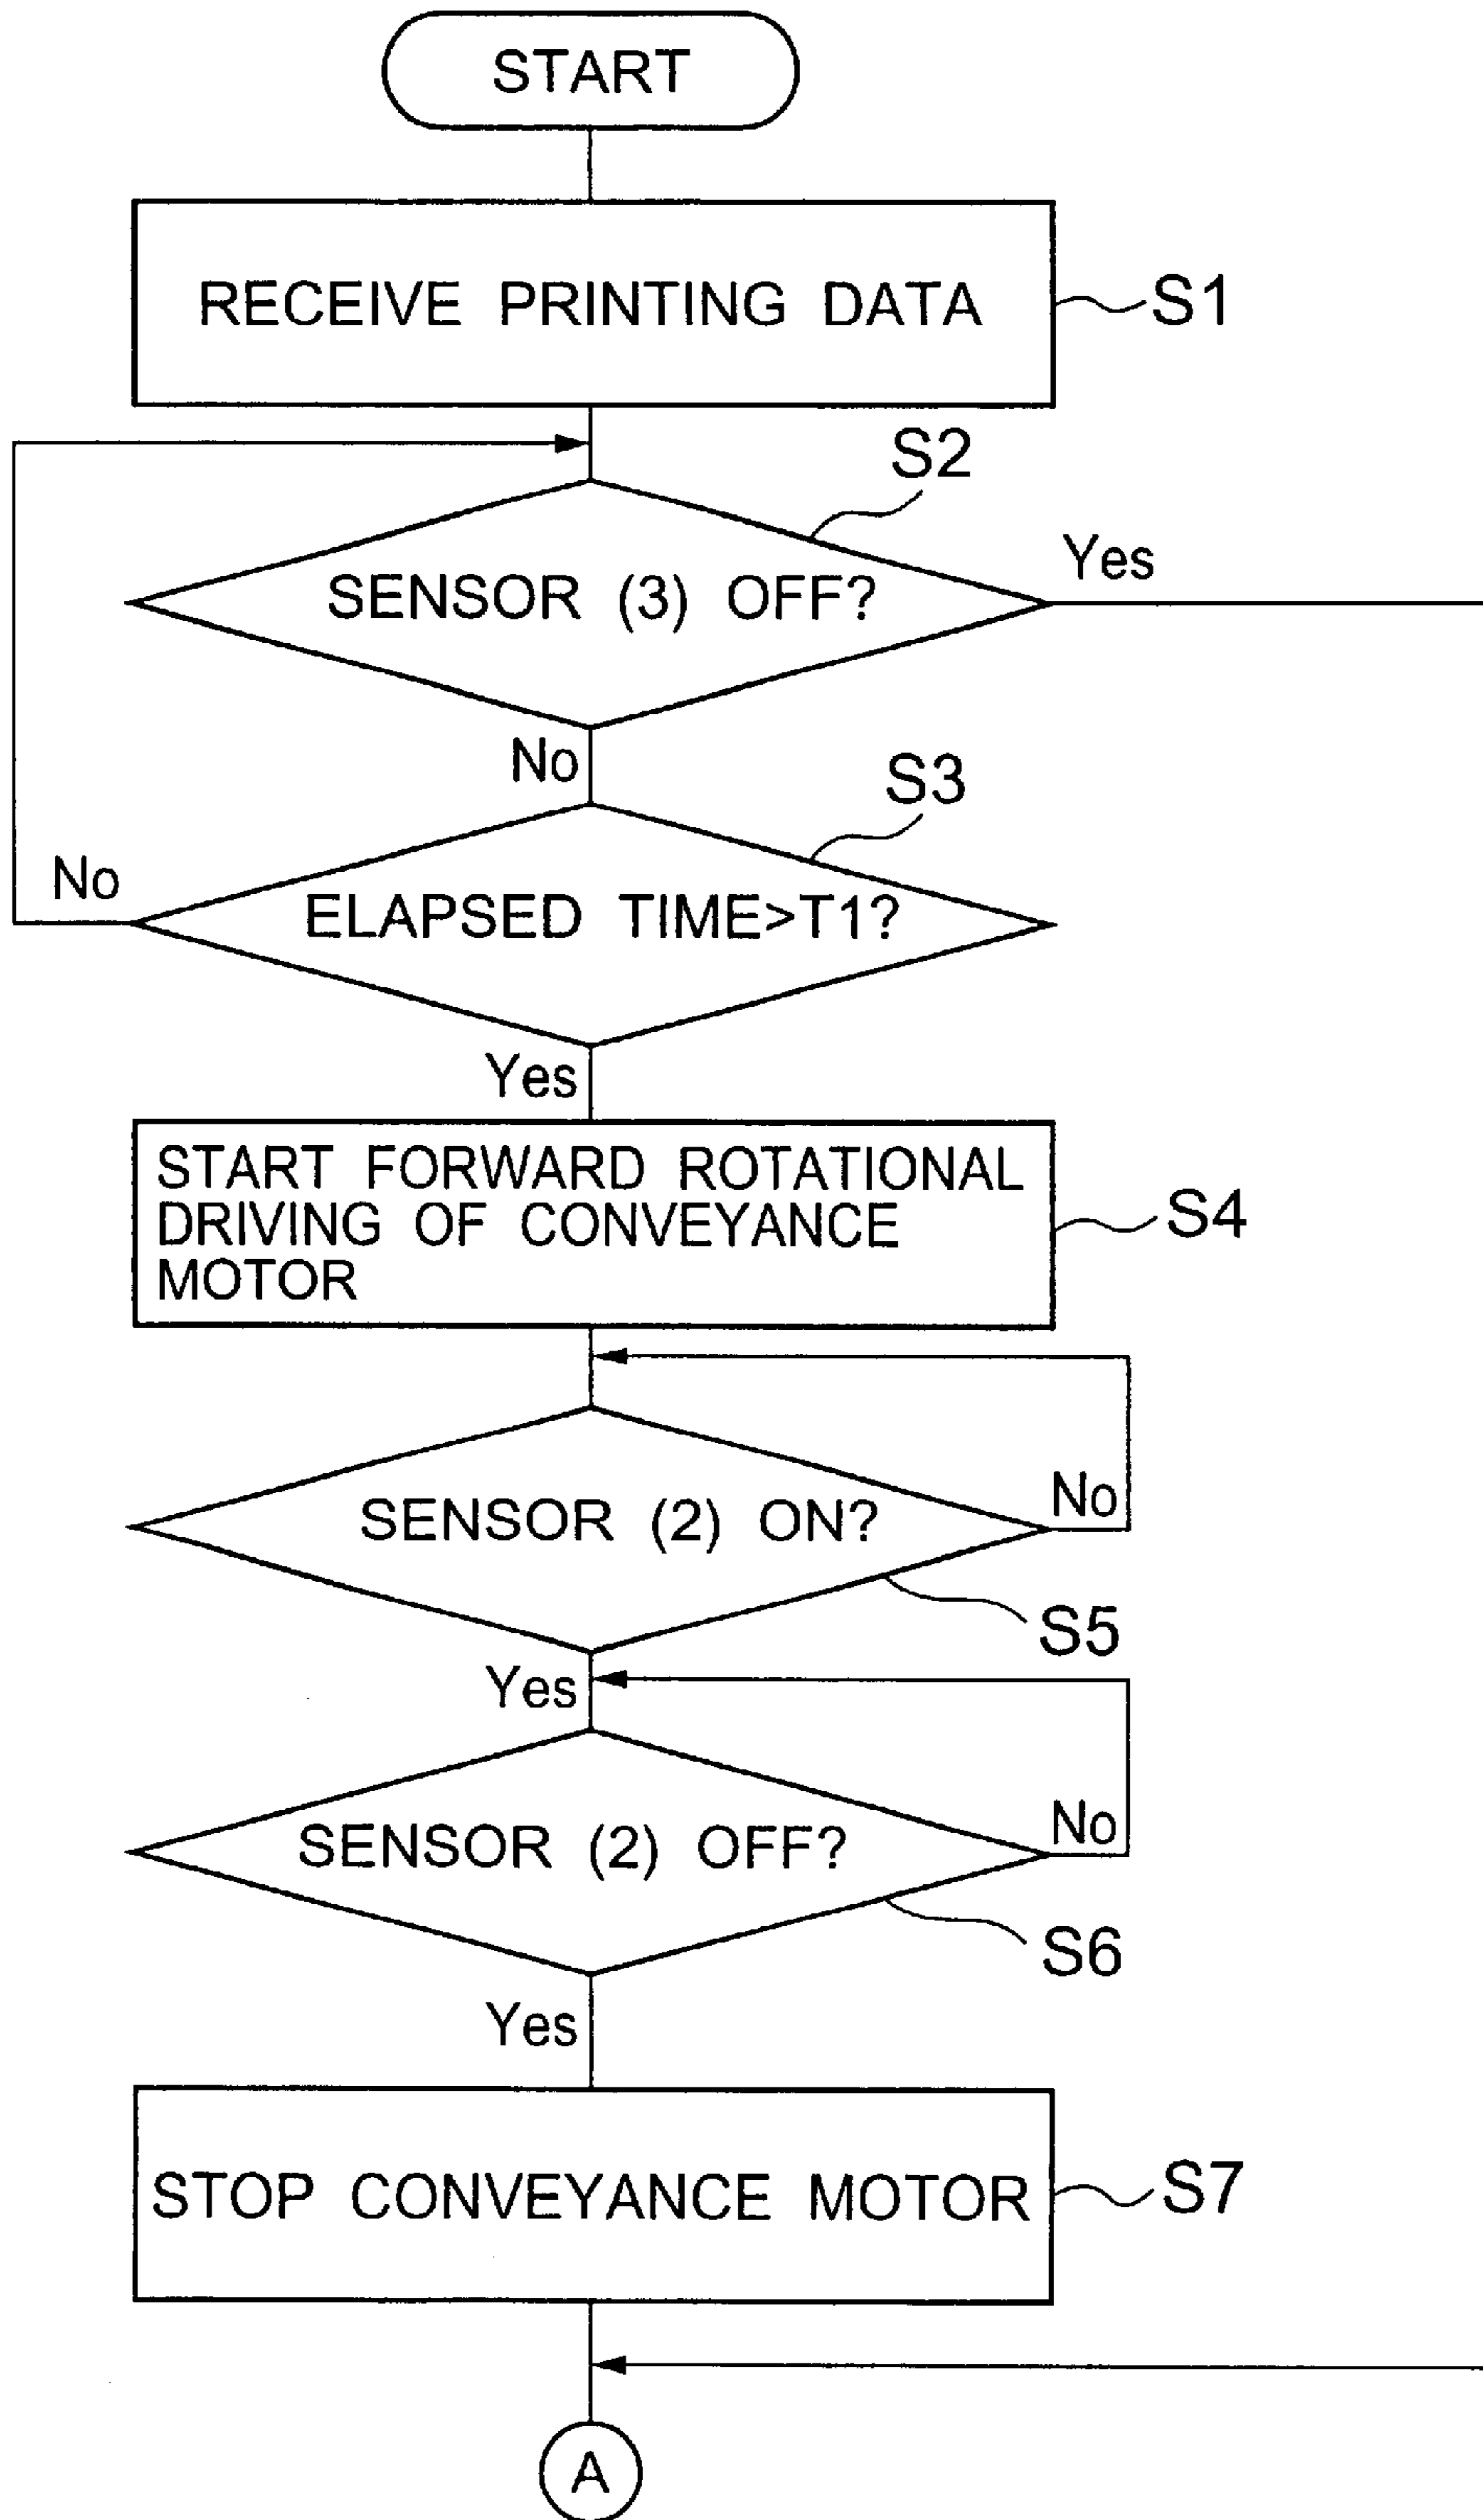 START
RECEIVE PRINTING DATA
S1
S2
SENSOR (3) OFF?
Yes
No
S3
ELAPSED TIME>T1?
No
Yes
START FORWARD ROTATIONAL
DRIVING OF CONVEYANCE
MOTOR
S4
SENSOR (2) ON?
No
S5
Yes
SENSOR (2) OFF?
No
S6
Yes
STOP CONVEYANCE MOTOR
S7
A